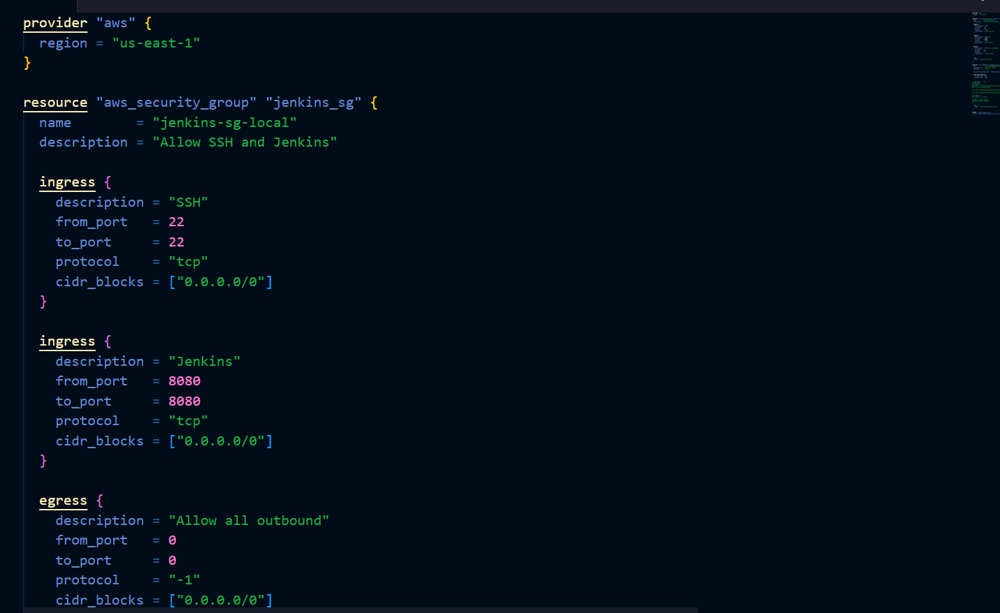 provider "aws" {
  region = "us-east-1"
}

resource "aws_security_group" "jenkins_sg" {
  name        = "jenkins-sg-local"
  description = "Allow SSH and Jenkins"

  ingress {
    description = "SSH"
    from_port   = 22
    to_port     = 22
    protocol    = "tcp"
    cidr_blocks = ["0.0.0.0/0"]
  }

  ingress {
    description = "Jenkins"
    from_port   = 8080
    to_port     = 8080
    protocol    = "tcp"
    cidr_blocks = ["0.0.0.0/0"]
  }

  egress {
    description = "Allow all outbound"
    from_port   = 0
    to_port     = 0
    protocol    = "-1"
    cidr_blocks = ["0.0.0.0/0"]